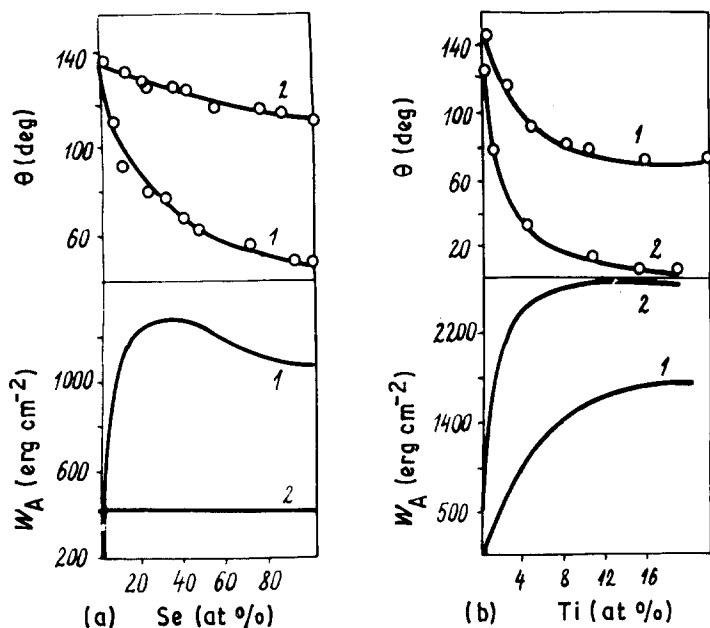 θ (deg)
140
100
60
2
1
W_A (erg cm⁻²)
1000
600
200
1
2
20 40 60 80
(a) Se (at %)
θ (deg)
140
100
60
20
1
2
W_A (erg cm⁻²)
2200
1400
500
2
1
4 8 12 16
(b) Ti (at %)